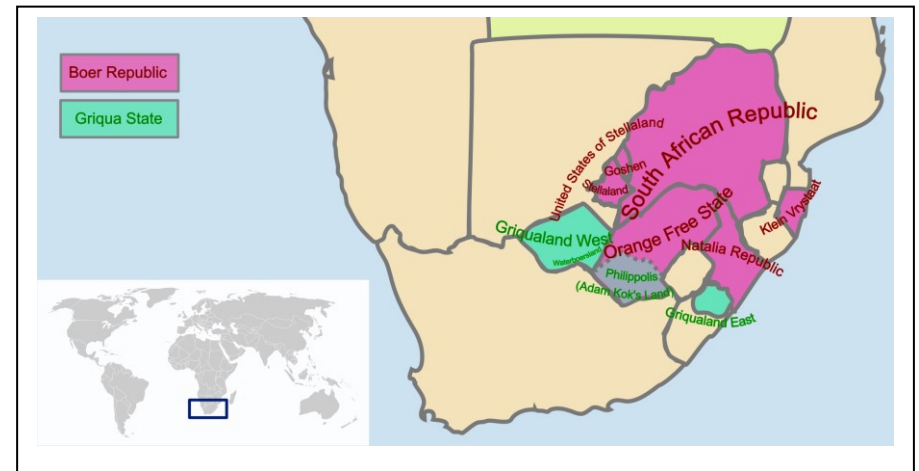 Boer Republic
Griqua State
South African Republic
United States of Stellaland
Goshen
Stellaland
Klein Vrystaat
Orange Free State
Griqualand West
Natalia Republic
Waterboersland
Philippolis
(Adam Kok's Land)
Griqualand East